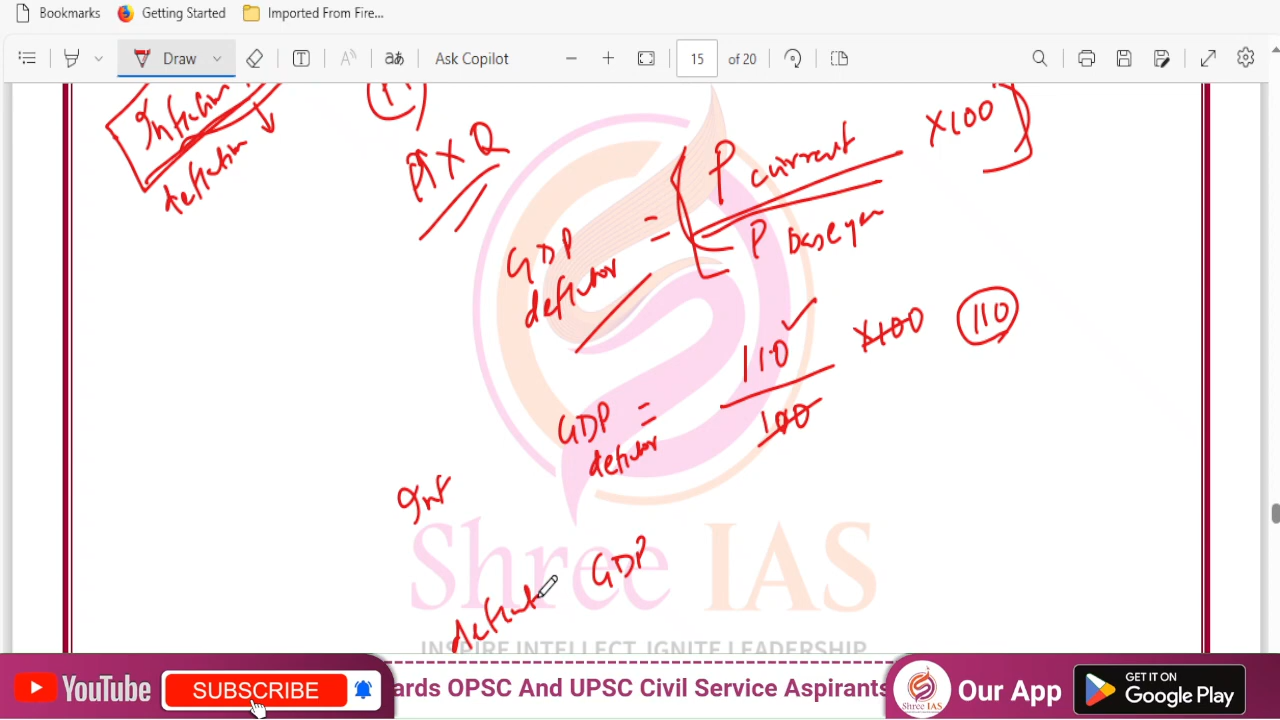 Bookmarks Getting Started Imported From Fire...
Draw Ask Copilot 15 of 20
Inflation
deflation
P × Q
GDP deflator = ( P current / P base year ×100 )
GDP deflator = 110 / 100 ×100 110
Inf
GDP
deflat
Shree IAS
INSPIRE INTELLECT, IGNITE LEADERSHIP
YouTube SUBSCRIBE ards OPSC And UPSC Civil Service Aspirants Shree IAS Our App GET IT ON Google Play